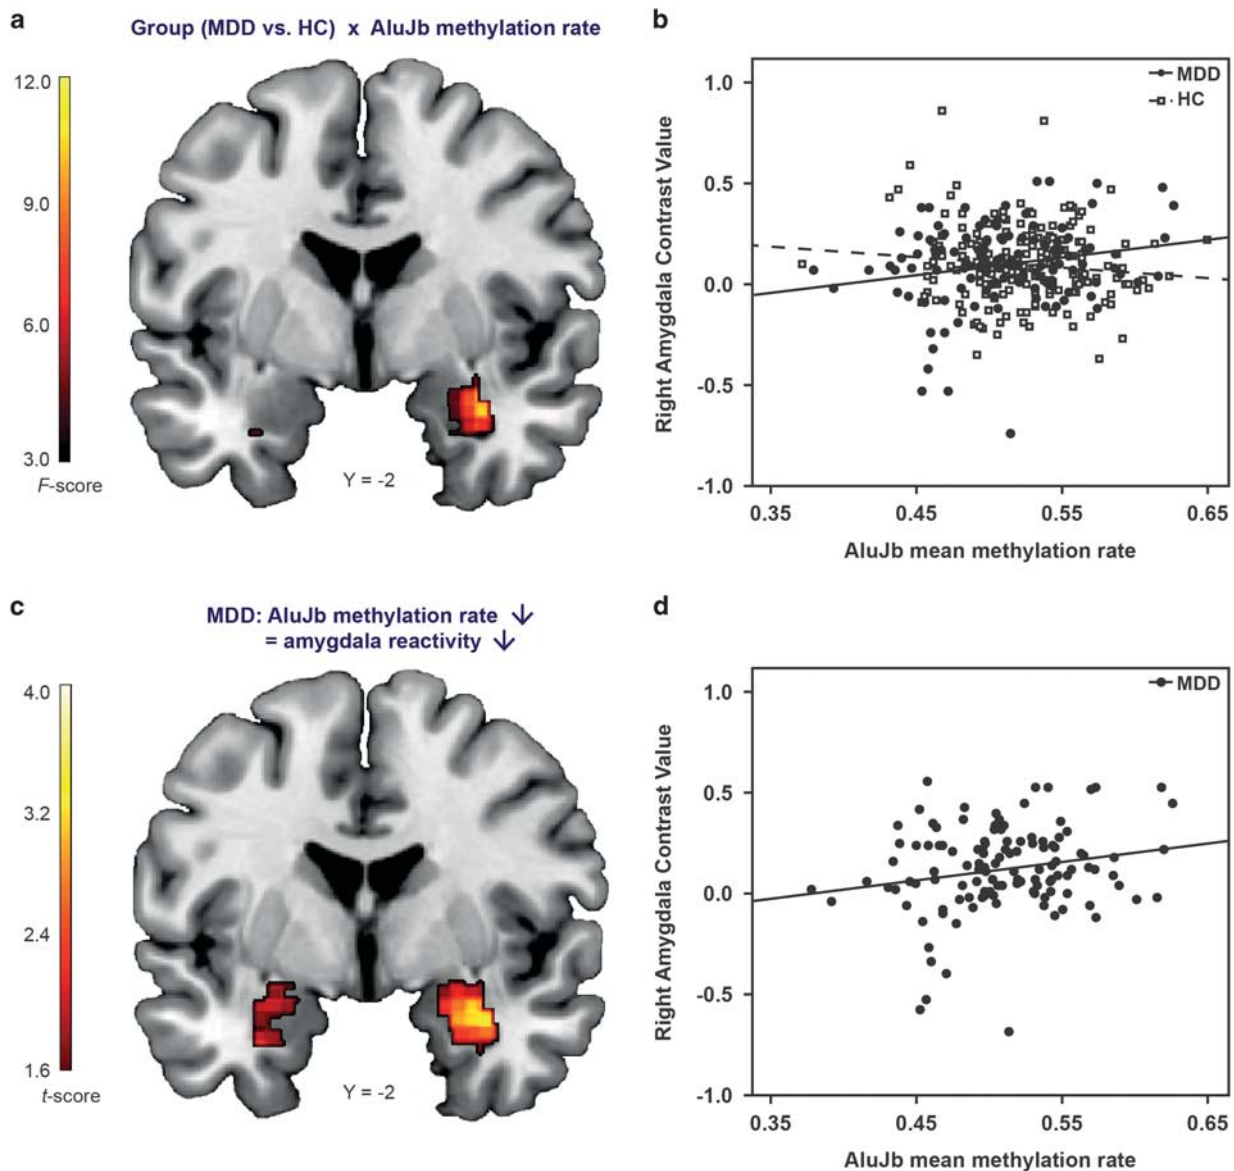 a
Group (MDD vs. HC) x AluJb methylation rate
12.0
9.0
6.0
3.0
F-score
Y = -2
b
MDD
HC
Right Amygdala Contrast Value
1.0
0.5
0.0
-0.5
-1.0
0.35 0.45 0.55 0.65
AluJb mean methylation rate
c
MDD: AluJb methylation rate ↓
= amygdala reactivity ↓
4.0
3.2
2.4
1.6
t-score
Y = -2
d
MDD
Right Amygdala Contrast Value
1.0
0.5
0.0
-0.5
-1.0
0.35 0.45 0.55 0.65
AluJb mean methylation rate